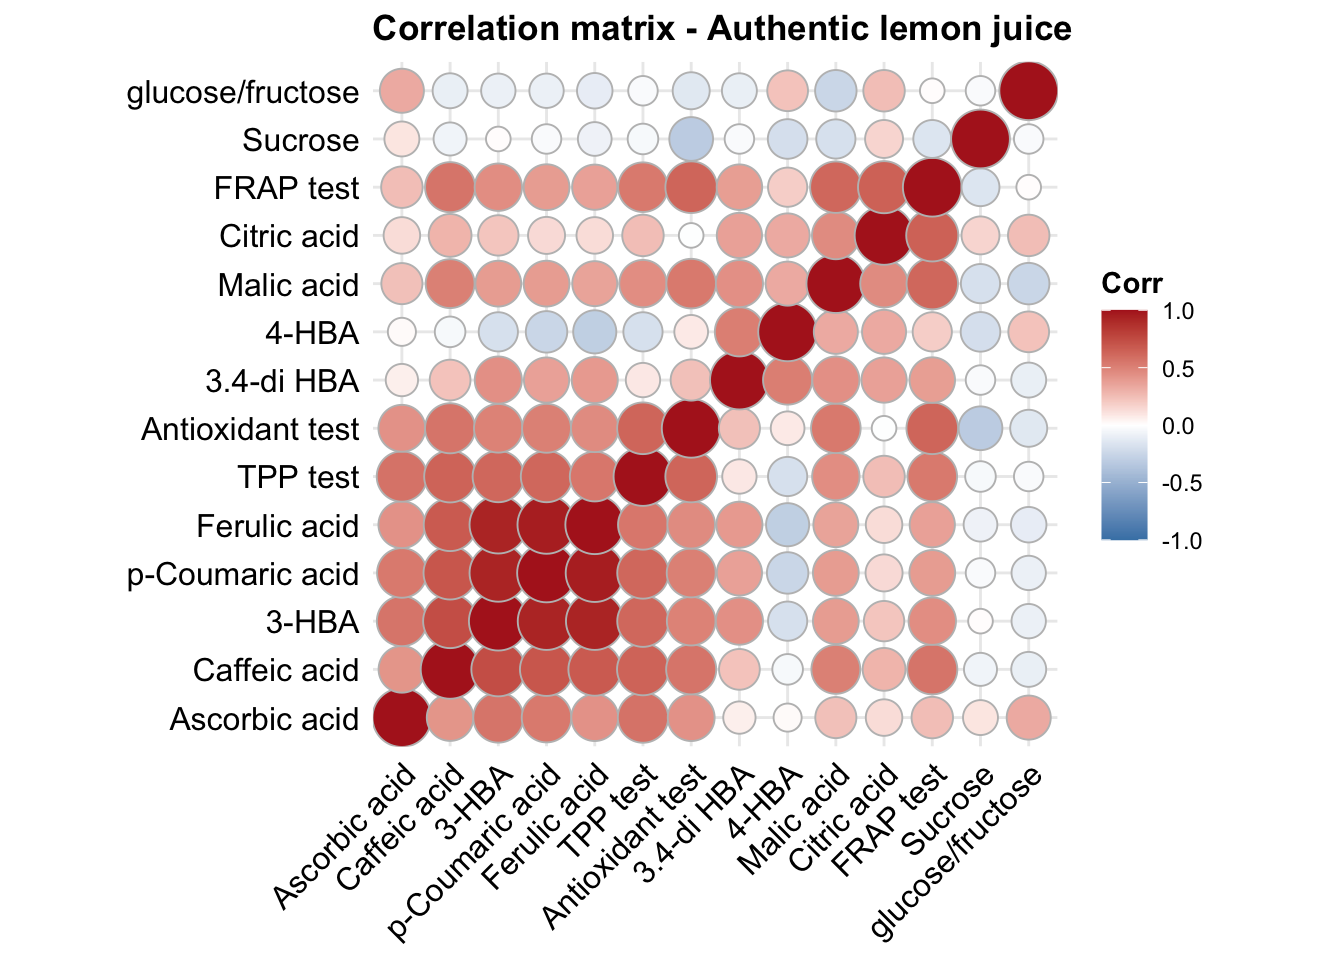 Correlation matrix - Authentic lemon juice
glucose/fructose
Sucrose
FRAP test
Citric acid
Malic acid
4-HBA
3.4-di HBA
Antioxidant test
TPP test
Ferulic acid
p-Coumaric acid
3-HBA
Caffeic acid
Ascorbic acid
Ascorbic acid
Caffeic acid
3-HBA
p-Coumaric acid
Ferulic acid
TPP test
Antioxidant test
3.4-di HBA
4-HBA
Malic acid
Citric acid
FRAP test
Sucrose
glucose/fructose
Corr
1.0
0.5
0.0
-0.5
-1.0